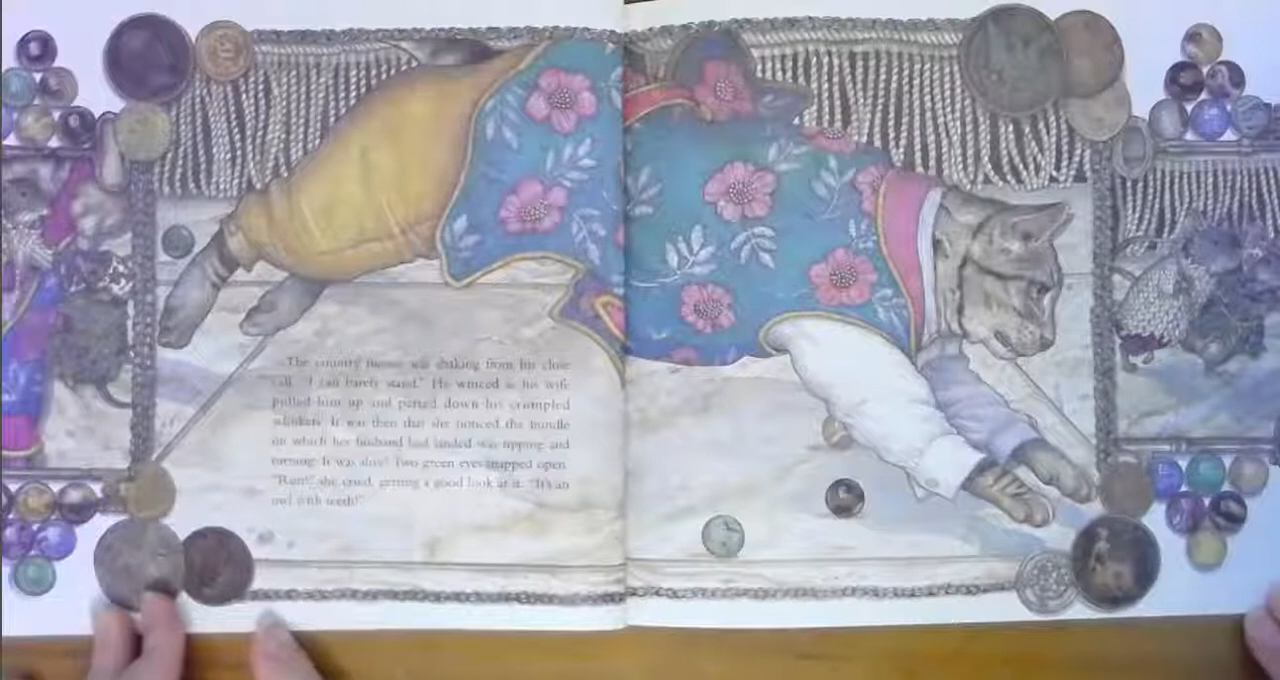 The country mouse was shaking from his close
call. "I can barely stand." He winced as his wife
pulled him up and patted down his crumpled
whiskers. It was then that she noticed the bundle
on which her husband had landed was tipping and
turning. It was alive! Two green eyes snapped open.
"Run!" she cried, getting a good look at it. "It's an
owl with teeth!"